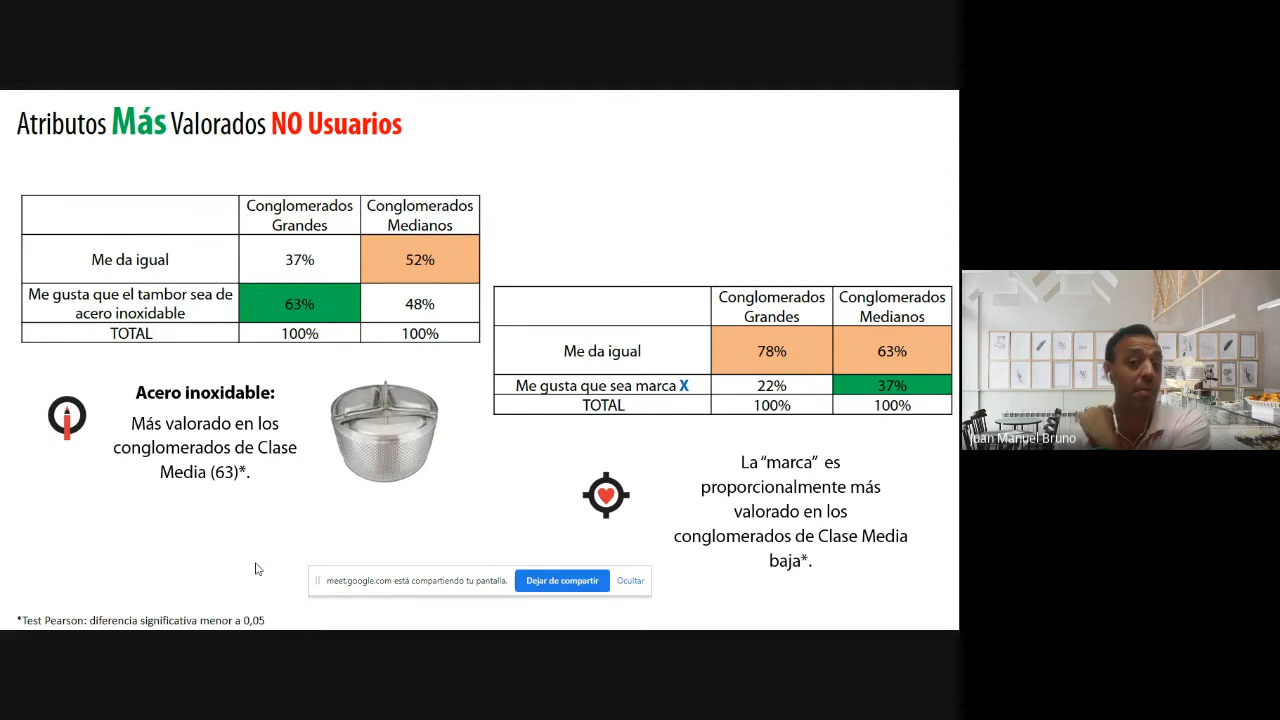 Atributos Más Valorados NO Usuarios
Conglomerados Grandes Conglomerados Medianos
Me da igual 37% 52%
Me gusta que el tambor sea de acero inoxidable 63% 48%
TOTAL 100% 100%
Acero inoxidable:
Más valorado en los
conglomerados de Clase
Media (63)*.
Conglomerados Grandes Conglomerados Medianos
Me da igual 78% 63%
Me gusta que sea marca X 22% 37%
TOTAL 100% 100%
La “marca” es
proporcionalmente más
valorado en los
conglomerados de Clase Media
baja*.
meet.google.com está compartiendo tu pantalla. Dejar de compartir Ocultar
*Test Pearson: diferencia significativa menor a 0,05
Juan Manuel Bruno